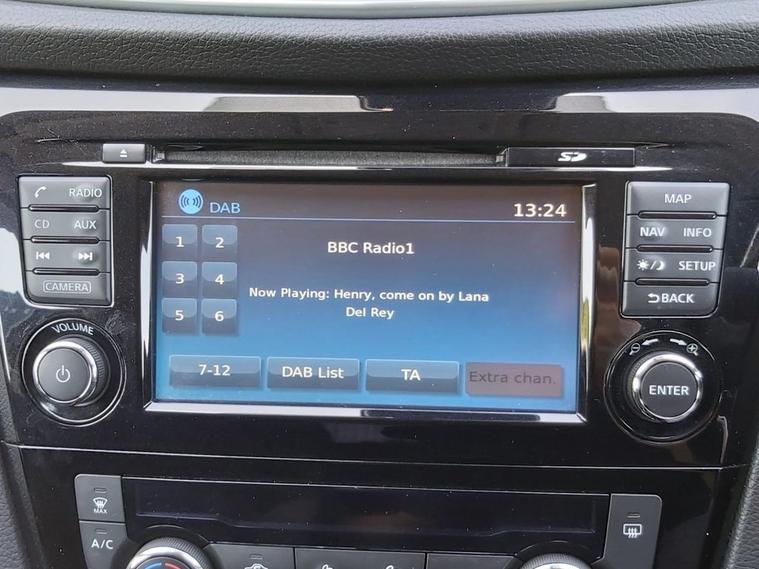 SD
RADIO
CD AUX
CAMERA
VOLUME
DAB 13:24
1 2
BBC Radio1
3 4
Now Playing: Henry, come on by Lana
Del Rey
5 6
7-12 DAB List TA Extra chan.
MAP
NAV INFO
SETUP
BACK
ENTER
MAX
A/C